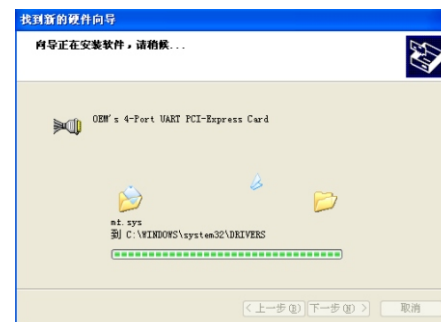 找到新的硬件向导
向导正在安装软件，请稍候...
OEM's 4-Port UART PCI-Express Card
mt.sys
到 C:\WINDOWS\system32\DRIVERS
< 上一步(B) 下一步(N) > 取消